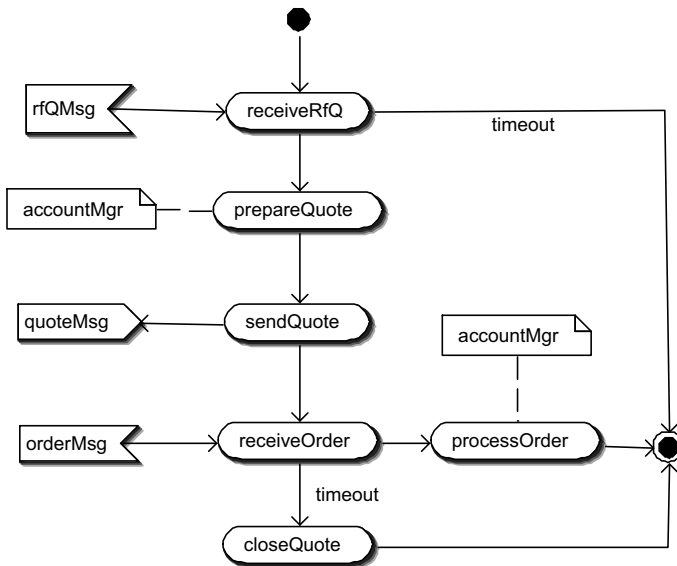 rfQMsg
receiveRfQ
timeout
accountMgr
prepareQuote
quoteMsg
sendQuote
accountMgr
orderMsg
receiveOrder
processOrder
timeout
closeQuote